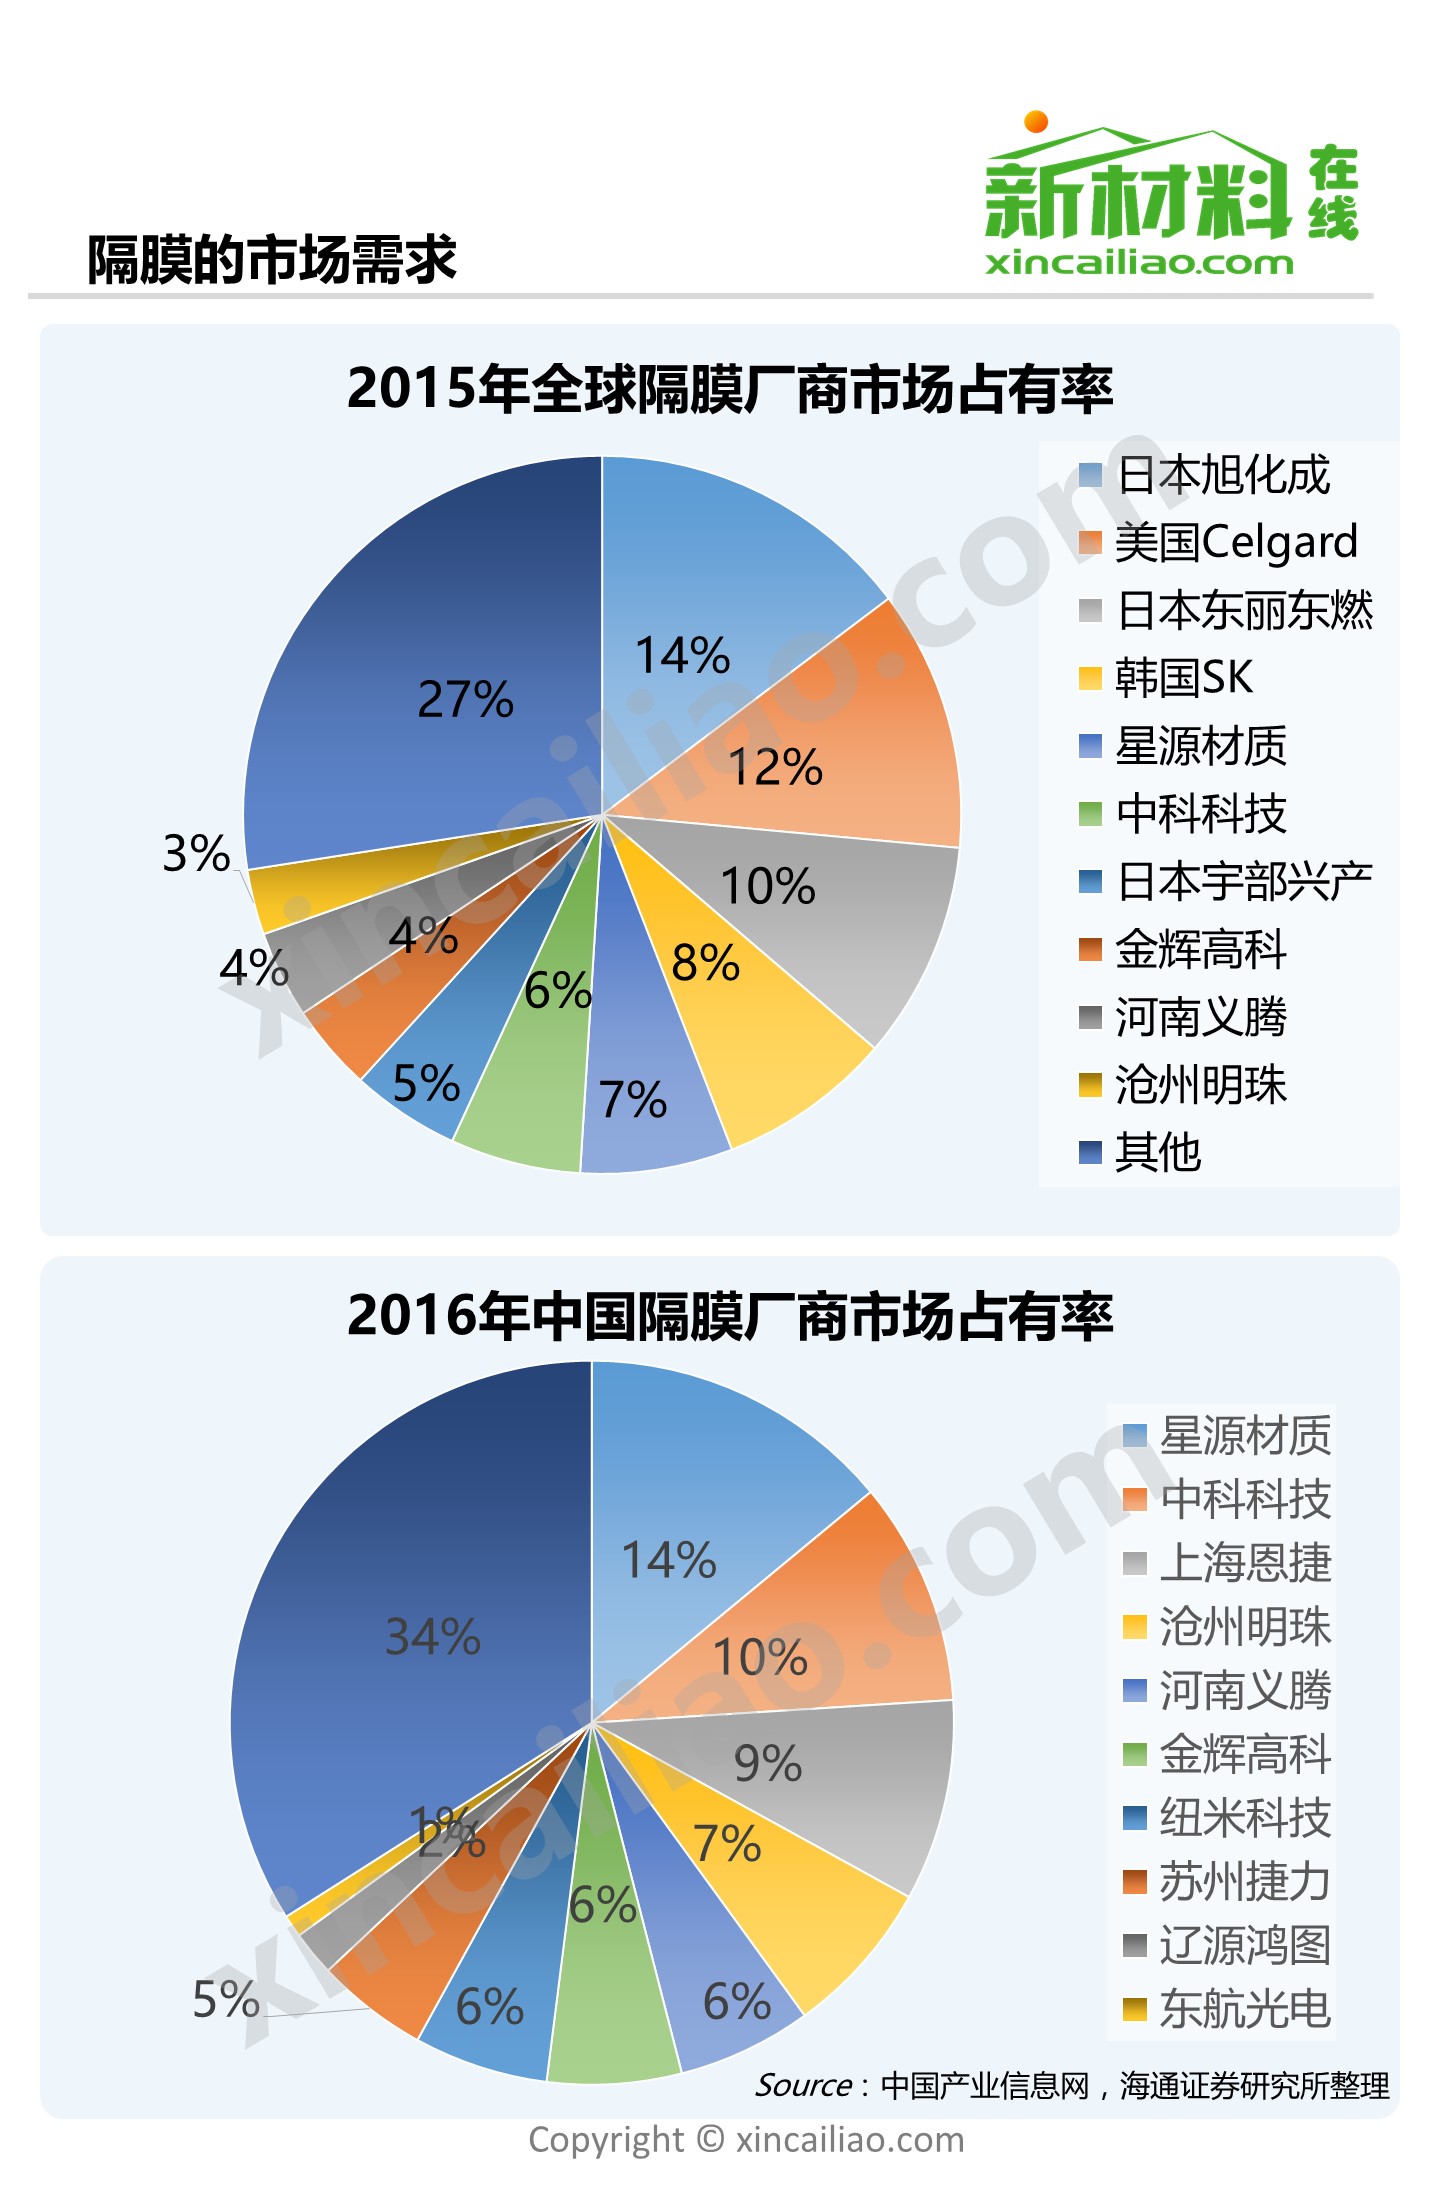 新材料在线
xincailiao.com
隔膜的市场需求
2015年全球隔膜厂商市场占有率
日本旭化成
美国Celgard
日本东丽东燃
韩国SK
星源材质
中科科技
日本宇部兴产
金辉高科
河南义腾
沧州明珠
其他
14%
12%
10%
8%
7%
6%
5%
4%
4%
3%
27%
xincailiao.com
2016年中国隔膜厂商市场占有率
星源材质
中科科技
上海恩捷
沧州明珠
河南义腾
金辉高科
纽米科技
苏州捷力
辽源鸿图
东航光电
14%
10%
9%
7%
6%
6%
6%
5%
2%
1%
34%
xincailiao.com
Source：中国产业信息网，海通证券研究所整理
Copyright © xincailiao.com